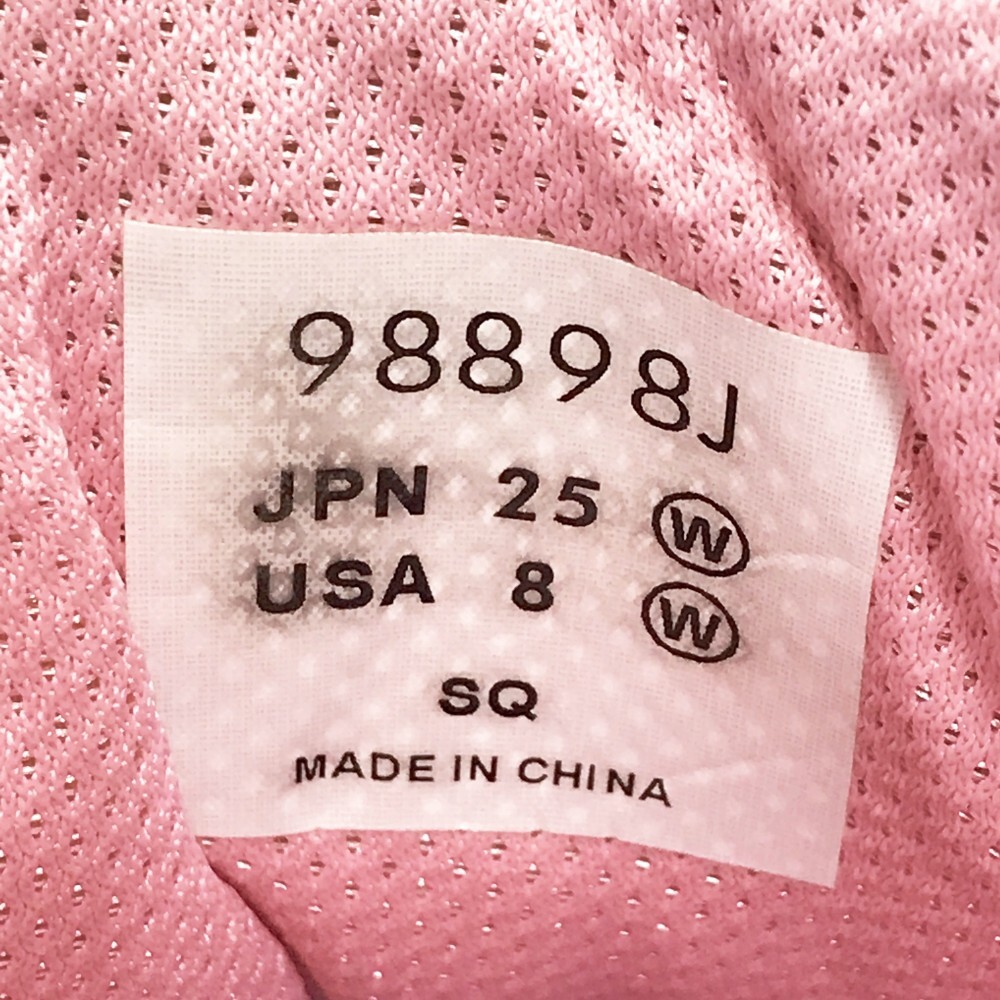 98898J
JPN 25 Ⓦ
USA 8 Ⓦ
SQ
MADE IN CHINA